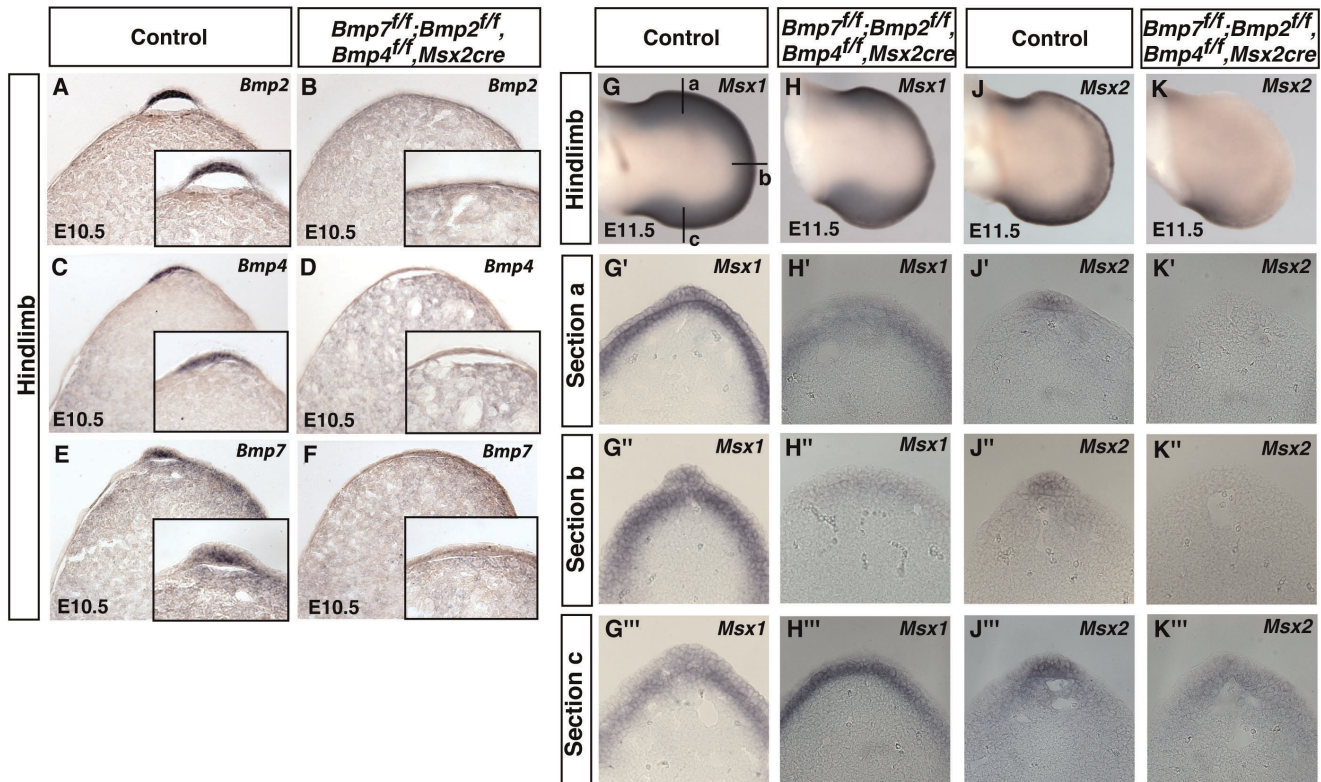 Control
Bmp7f/f;Bmp2f/f,
Bmp4f/f,Msx2cre
Hindlimb
A
Bmp2
E10.5
B
Bmp2
E10.5
C
Bmp4
E10.5
D
Bmp4
E10.5
E
Bmp7
E10.5
F
Bmp7
E10.5
Control
Bmp7f/f;Bmp2f/f,
Bmp4f/f,Msx2cre
Control
Bmp7f/f;Bmp2f/f,
Bmp4f/f,Msx2cre
Hindlimb
G
a
Msx1
b
E11.5
c
H
Msx1
E11.5
J
Msx2
E11.5
K
Msx2
E11.5
Section a
G'
Msx1
H'
Msx1
J'
Msx2
K'
Msx2
Section b
G''
Msx1
H''
Msx1
J''
Msx2
K''
Msx2
Section c
G'''
Msx1
H'''
Msx1
J'''
Msx2
K'''
Msx2